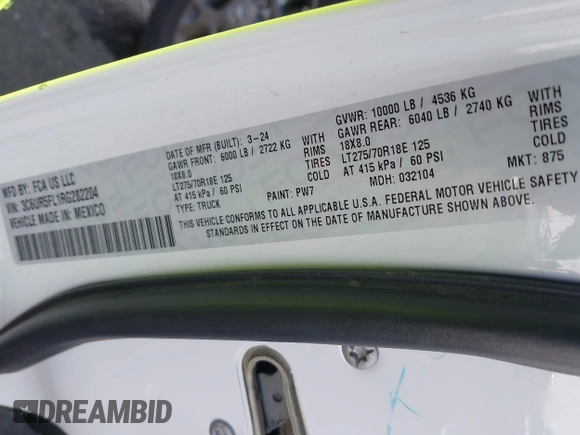 MFD BY: FCA US LLC
DATE OF MFR (BUILT): 3-24
GVWR: 10000 LB / 4536 KG
GAWR FRONT: 6000 LB / 2722 KG WITH
18X8.0 RIMS
LT275/70R18E 125 TIRES
AT 415 kPa / 60 PSI COLD
GAWR REAR: 6040 LB / 2740 KG WITH
18X8.0 RIMS
LT275/70R18E 125 TIRES
AT 415 kPa / 60 PSI COLD
VIN: 3C6UR5FL1RG282204
TYPE: TRUCK
PAINT: PW7
MDH: 032104
MKT: 875
VEHICLE MADE IN: MEXICO
THIS VEHICLE CONFORMS TO ALL APPLICABLE U.S.A. FEDERAL MOTOR VEHICLE SAFETY
STANDARDS IN EFFECT ON THE DATE OF MANUFACTURE SHOWN ABOVE.
DREAMBID